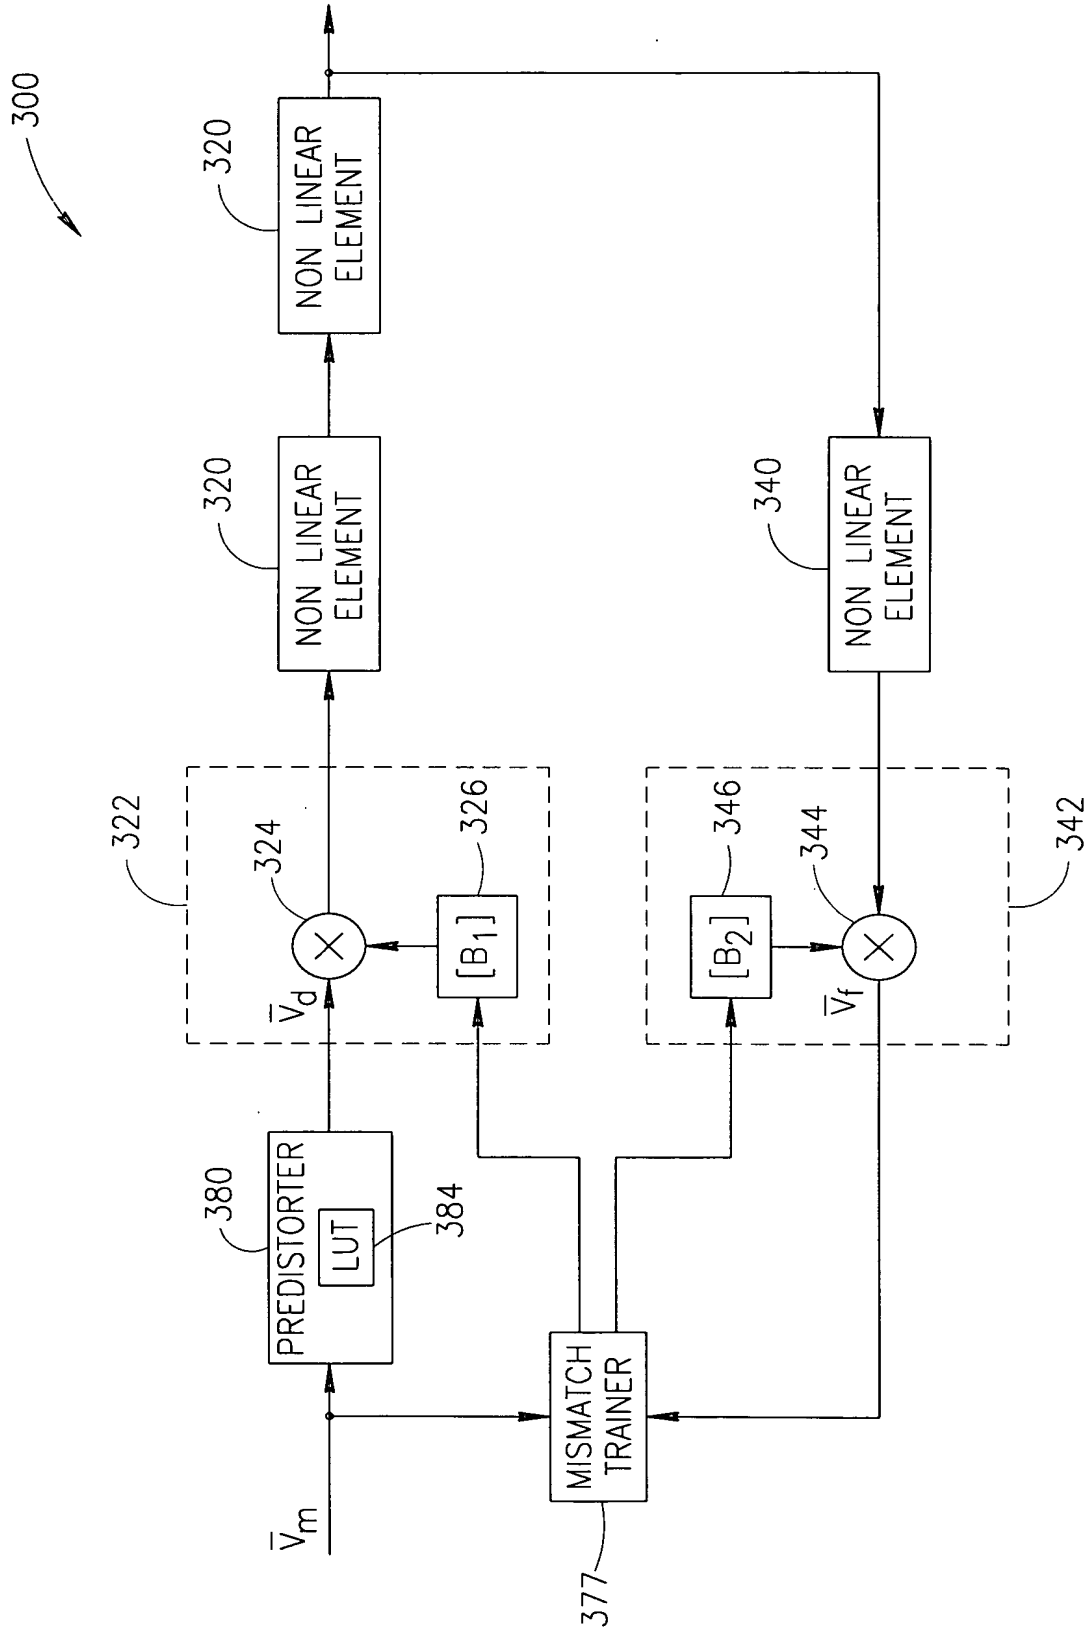 300
320
NON LINEAR
ELEMENT
320
NON LINEAR
ELEMENT
340
NON LINEAR
ELEMENT
322
324
326
[B1]
V̅d
346
[B2]
344
V̅f
342
380
PREDISTORTER
LUT
384
MISMATCH
TRAINER
377
V̅m